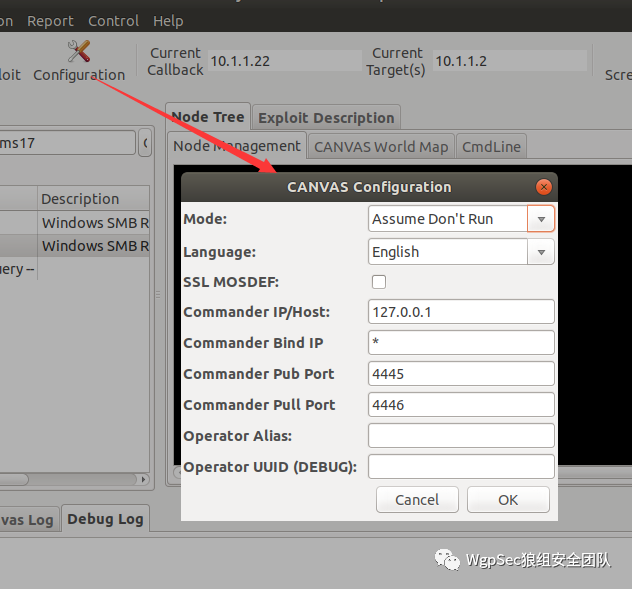 on Report Control Help
Current Callback 10.1.1.22 Current Target(s) 10.1.1.2
loit Configuration Scre
Node Tree Exploit Description
ms17
Node Management CANVAS World Map CmdLine
CANVAS Configuration
Description
Mode: Assume Don't Run
Windows SMB R
Windows SMB R
Language: English
uery --
SSL MOSDEF:
Commander IP/Host: 127.0.0.1
Commander Bind IP *
Commander Pub Port 4445
Commander Pull Port 4446
Operator Alias:
Operator UUID (DEBUG):
Cancel OK
vas Log Debug Log
WgpSec狼组安全团队